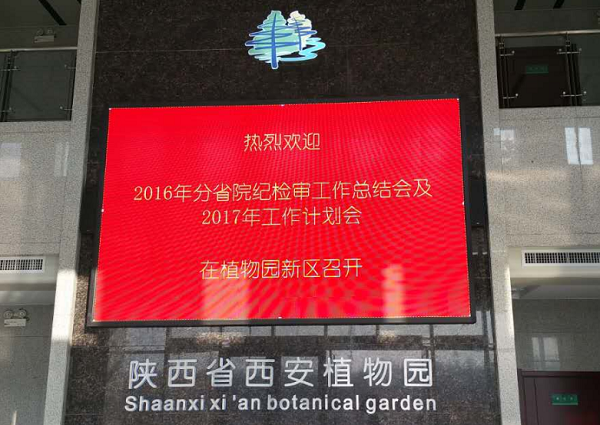 热烈欢迎
2016年分省院纪检审工作总结会及
2017年工作计划会
在植物园新区召开
陕西省西安植物园
Shaanxi xi'an botanical garden